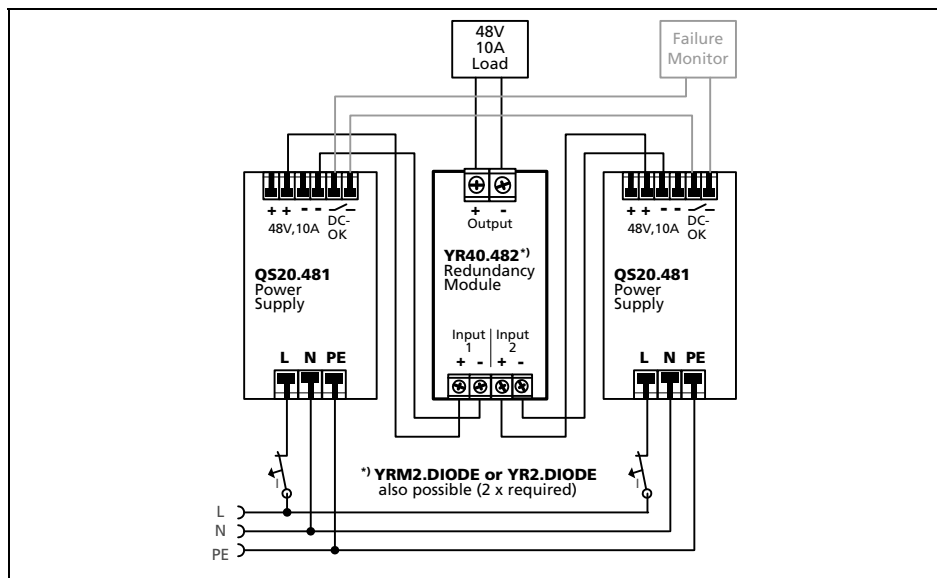 48V
10A
Load
Failure
Monitor
+ + - -
DC-
OK
48V,10A
QS20.481
Power
Supply
L N PE
+ -
Output
YR40.482*)
Redundancy
Module
Input
1
Input
2
+ - + -
+ + - -
DC-
OK
48V,10A
QS20.481
Power
Supply
L N PE
I
I
*) YRM2.DIODE or YR2.DIODE
also possible (2 x required)
L
N
PE